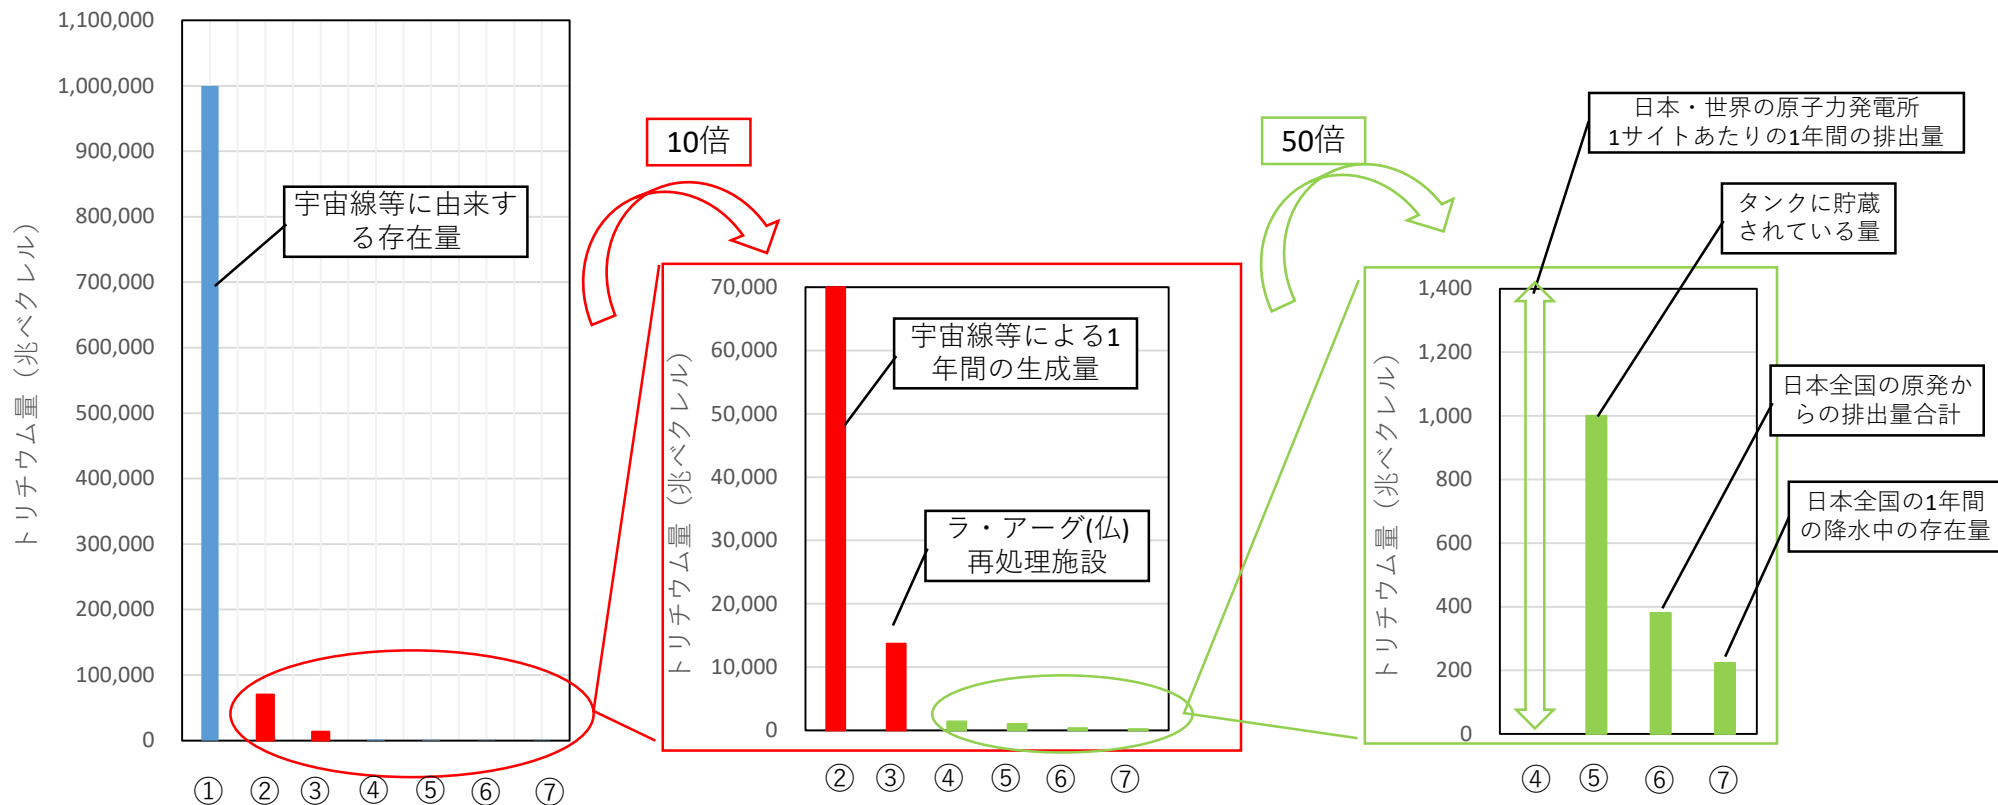 トリチウム量（兆ベクレル）
1,100,000
1,000,000
900,000
800,000
700,000
600,000
500,000
400,000
300,000
200,000
100,000
0
宇宙線等に由来す
る存在量
① ② ③ ④ ⑤ ⑥ ⑦
10倍
トリチウム量（兆ベクレル）
70,000
60,000
50,000
40,000
30,000
20,000
10,000
0
宇宙線等による1
年間の生成量
ラ・アーグ(仏)
再処理施設
② ③ ④ ⑤ ⑥ ⑦
50倍
日本・世界の原子力発電所
1サイトあたりの1年間の排出量
タンクに貯蔵
されている量
トリチウム量（兆ベクレル）
1,400
1,200
1,000
800
600
400
200
0
日本全国の原発か
らの排出量合計
日本全国の1年間
の降水中の存在量
④ ⑤ ⑥ ⑦